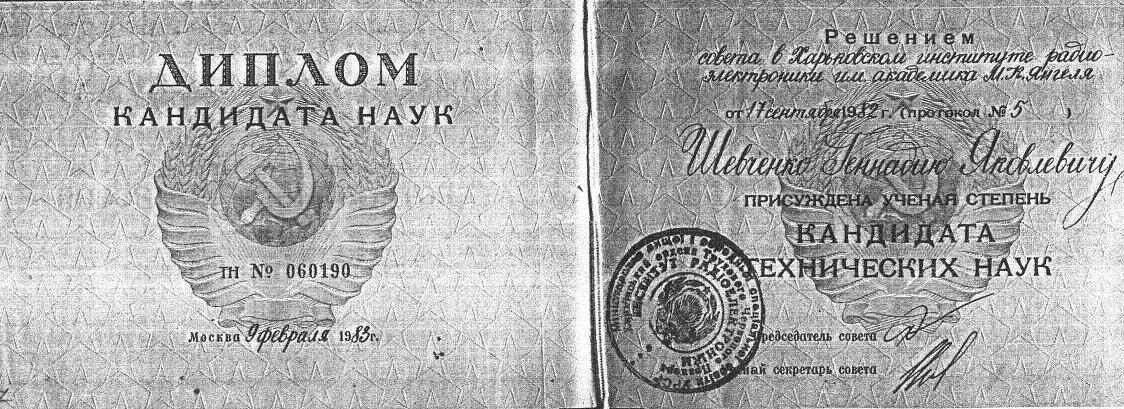 ДИПЛОМ
КАНДИДАТА НАУК
ТН № 060190
Москва 9 февраля 1983г.
Решением
совета в Харьковском институте радио-
электроники им. академика М.К. Янгеля
от 17 сентября 1982 г. (протокол № 5 )
Шевченко Геннадию Яковлевичу
ПРИСУЖДЕНА УЧЕНАЯ СТЕПЕНЬ
КАНДИДАТА
ТЕХНИЧЕСКИХ НАУК
Председатель совета
секретарь совета